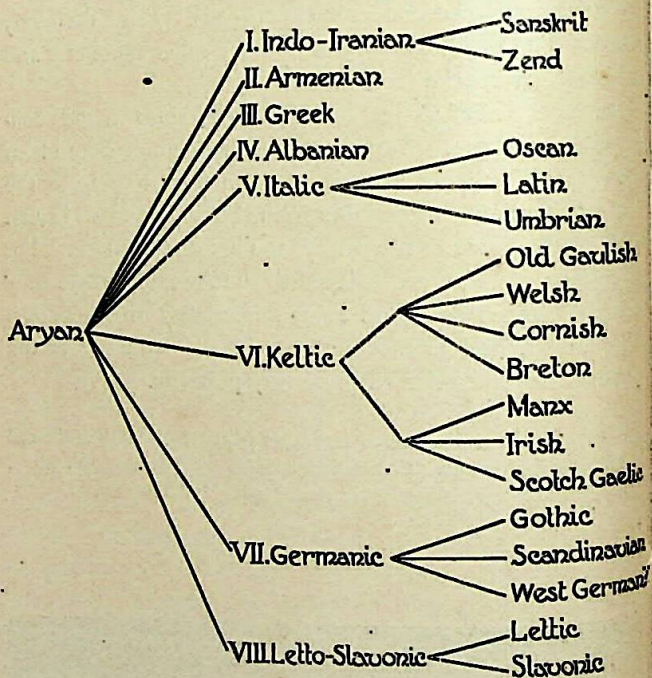 Aryan
I. Indo-Iranian
Sanskrit
Zend
II. Armenian
III. Greek
IV. Albanian
V. Italic
Oscan
Latin
Umbrian
VI. Keltic
Old Gaulish
Welsh
Cornish
Breton
Manx
Irish
Scotch Gaelic
VII. Germanic
Gothic
Scandinavian
West German
VIII. Letto-Slavonic
Lettic
Slavonic